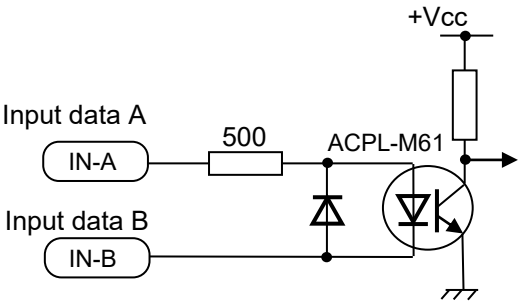 +Vcc
Input data A
500
ACPL-M61
IN-A
Input data B
IN-B